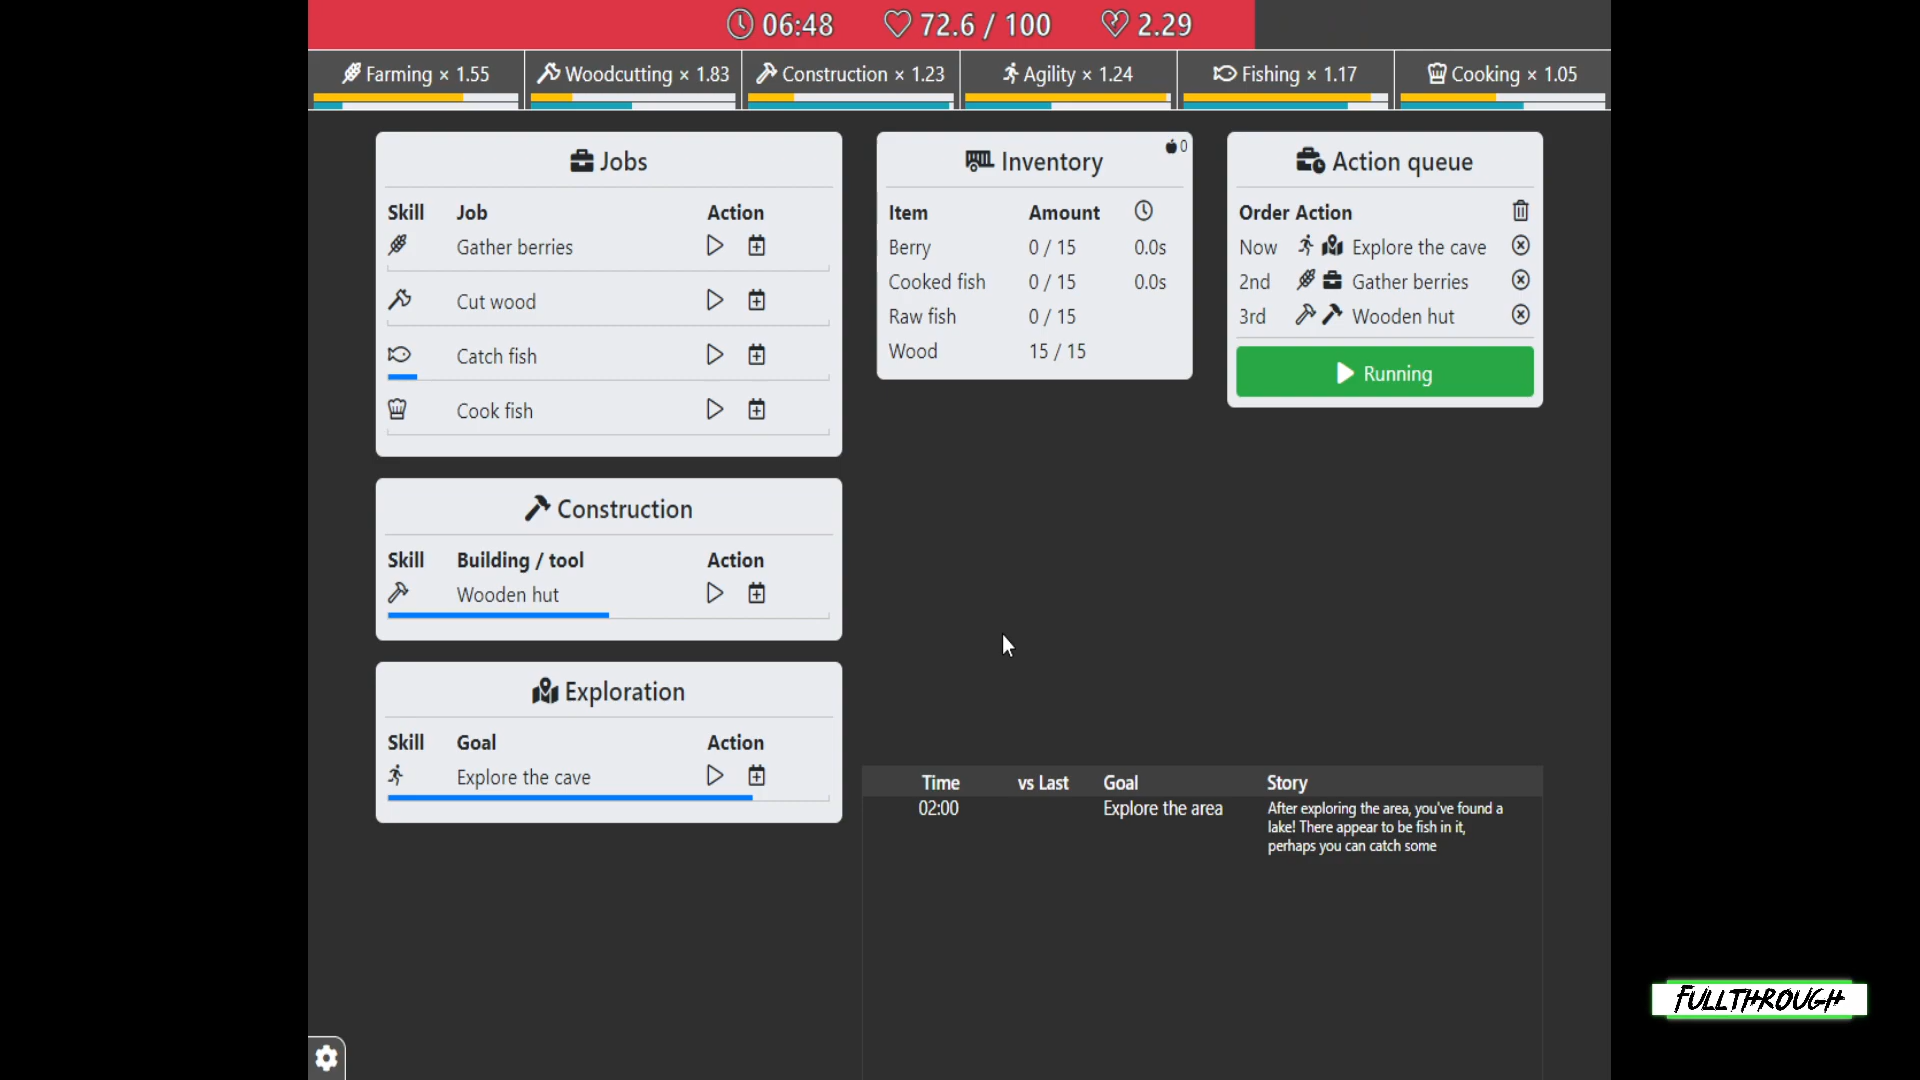 06:48 72.6 / 100 2.29
Farming × 1.55 Woodcutting × 1.83 Construction × 1.23 Agility × 1.24 Fishing × 1.17 Cooking × 1.05
Jobs
Skill Job Action
Gather berries
Cut wood
Catch fish
Cook fish
Construction
Skill Building / tool Action
Wooden hut
Exploration
Skill Goal Action
Explore the cave
Inventory 0
Item Amount
Berry 0 / 15 0.0s
Cooked fish 0 / 15 0.0s
Raw fish 0 / 15
Wood 15 / 15
Action queue
Order Action
Now Explore the cave
2nd Gather berries
3rd Wooden hut
Running
Time vs Last Goal Story
02:00 Explore the area After exploring the area, you've found a
lake! There appear to be fish in it,
perhaps you can catch some
FULLTHROUGH